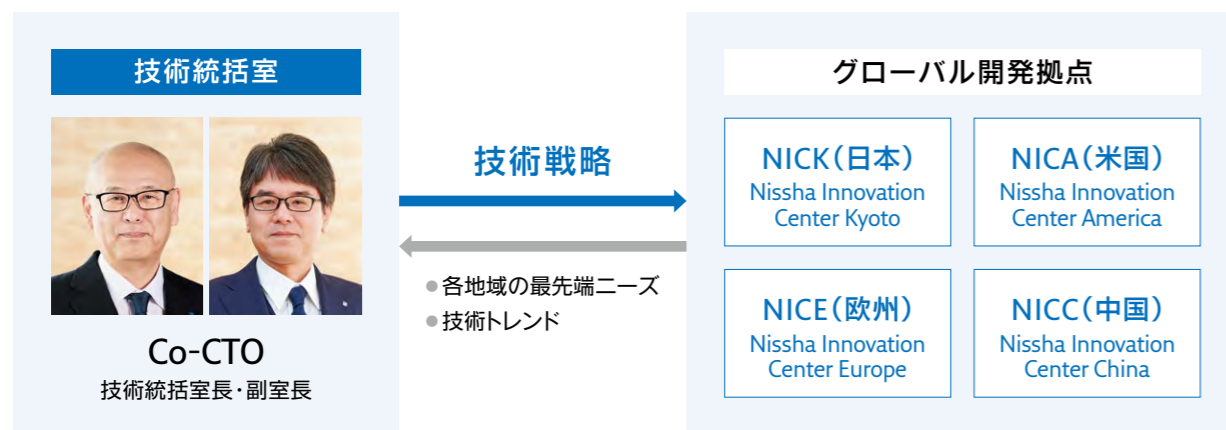 技術統括室
Co-CTO
技術統括室長・副室長
技術戦略
●各地域の最先端ニーズ
●技術トレンド
グローバル開発拠点
NICK（日本）
Nissha Innovation
Center Kyoto
NICA（米国）
Nissha Innovation
Center America
NICE（欧州）
Nissha Innovation
Center Europe
NICC（中国）
Nissha Innovation
Center China